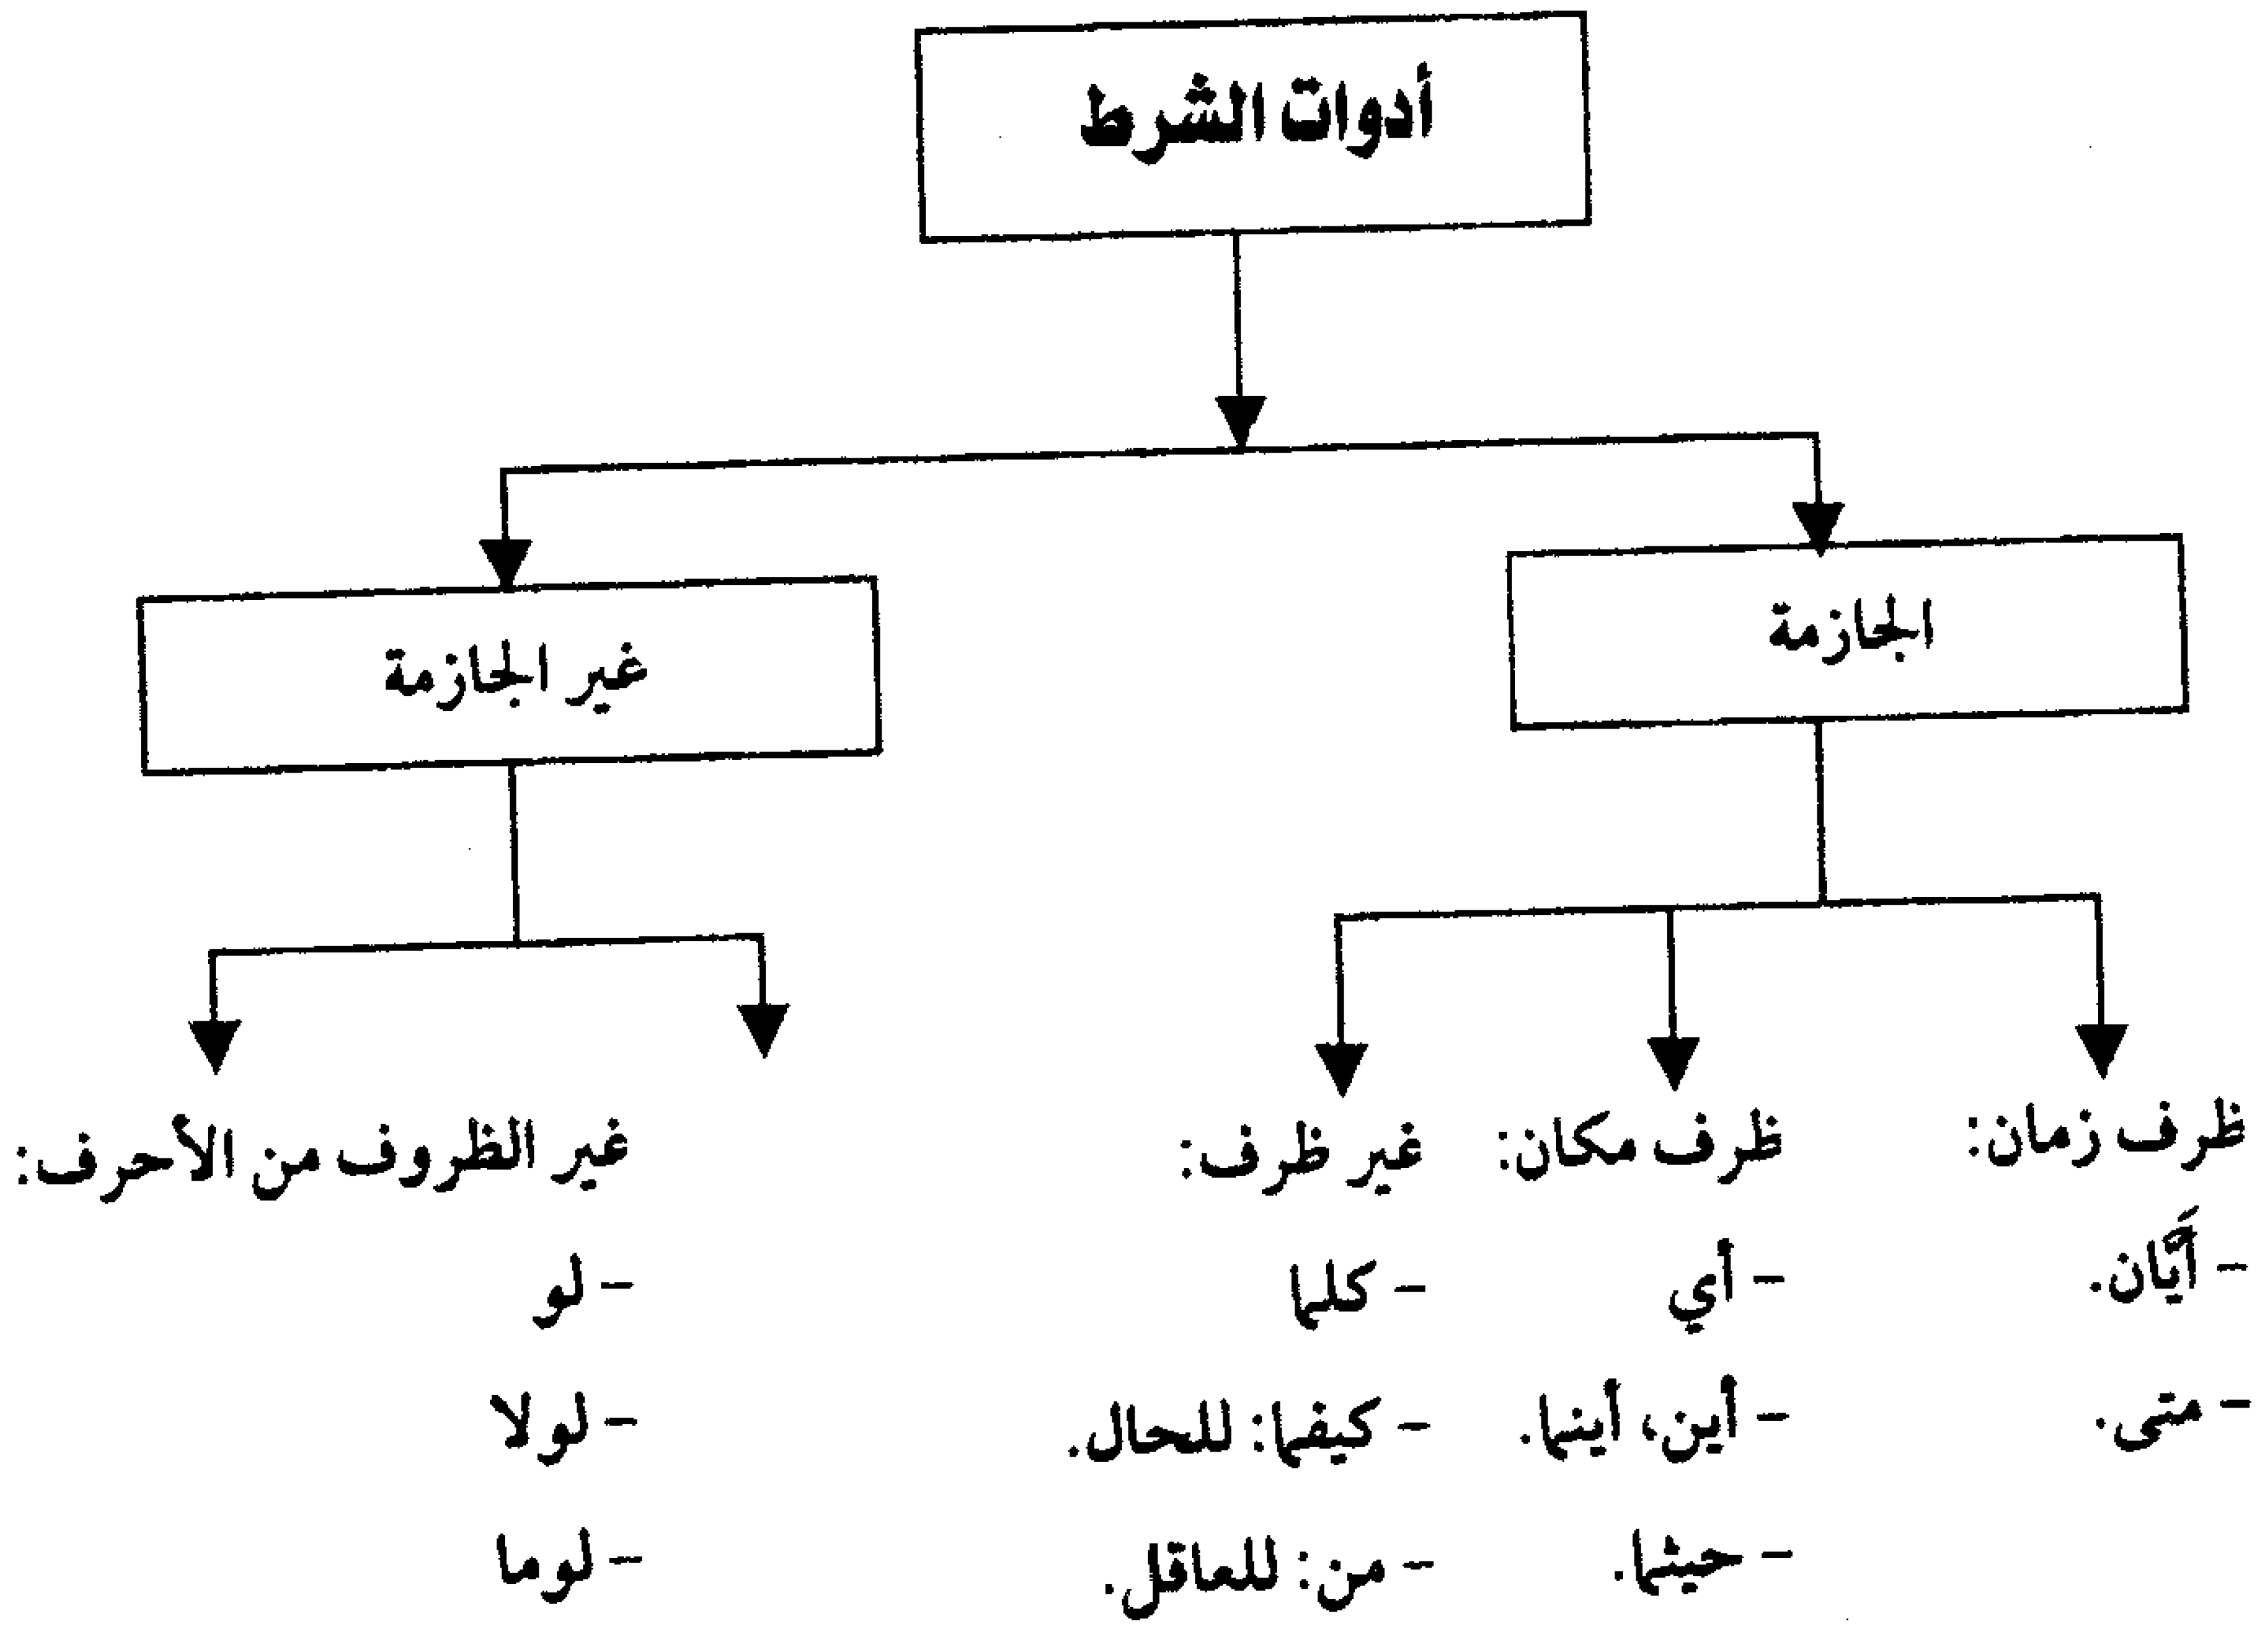 أدوات الشرط
الجازمة
غير الجازمة
ظرف زمان:
- أَيَّان.
- متى.
ظرف مكان:
- أي
- أين، أينما.
- حيثما.
غير ظرف:
- كلما
- كيفما: للحال.
- من: للعاقل.
غير الظروف من الأحرف:
- لو
- لولا
- لوما